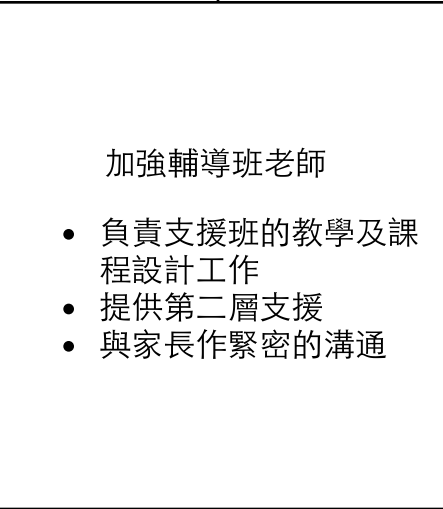 加強輔導班老師
• 負責支援班的教學及課
程設計工作
• 提供第二層支援
• 與家長作緊密的溝通